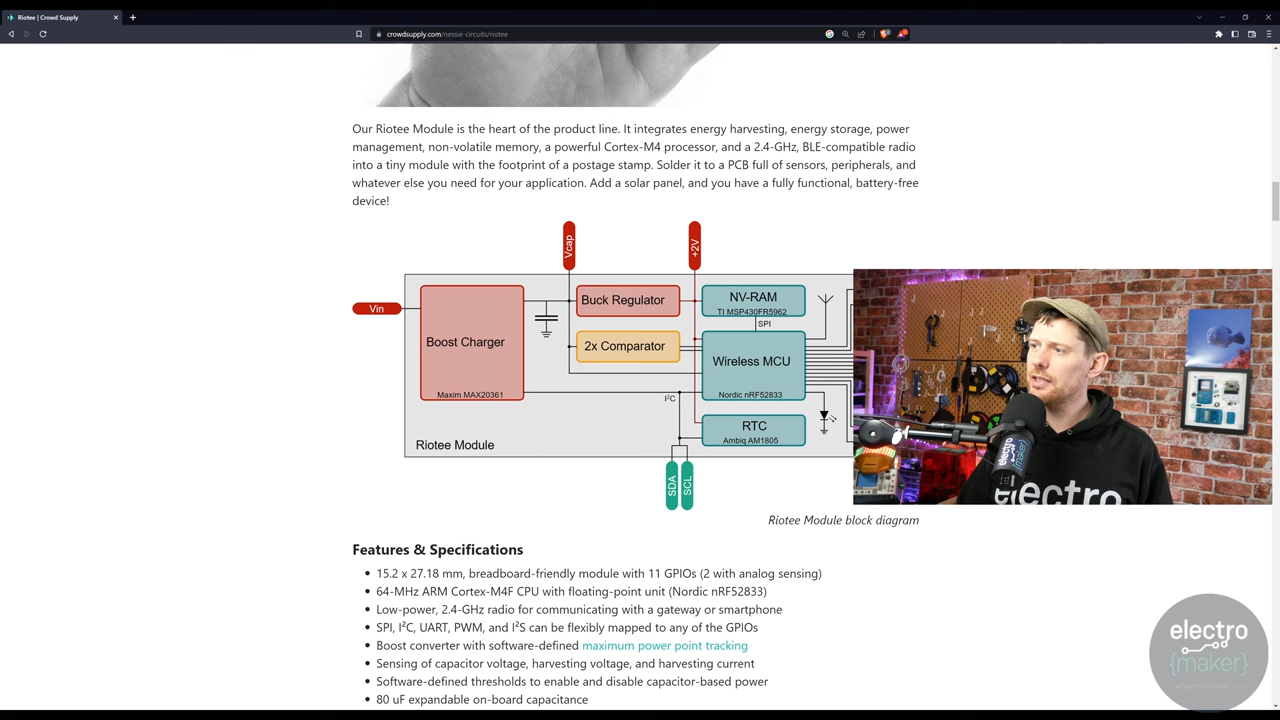 Riotee | Crowd Supply
crowdsupply.com/nessie-circuits/riotee
Our Riotee Module is the heart of the product line. It integrates energy harvesting, energy storage, power
management, non-volatile memory, a powerful Cortex-M4 processor, and a 2.4-GHz, BLE-compatible radio
into a tiny module with the footprint of a postage stamp. Solder it to a PCB full of sensors, peripherals, and
whatever else you need for your application. Add a solar panel, and you have a fully functional, battery-free
device!
Vcap
+2V
Vin
Boost Charger
Maxim MAX20361
Buck Regulator
2x Comparator
NV-RAM
TI MSP430FR5962
SPI
Wireless MCU
Nordic nRF52833
I²C
RTC
Ambiq AM1805
Riotee Module
SDA
SCL
electro
electro
Riotee Module block diagram
Features & Specifications
15.2 x 27.18 mm, breadboard-friendly module with 11 GPIOs (2 with analog sensing)
64-MHz ARM Cortex-M4F CPU with floating-point unit (Nordic nRF52833)
Low-power, 2.4-GHz radio for communicating with a gateway or smartphone
SPI, I²C, UART, PWM, and I²S can be flexibly mapped to any of the GPIOs
Boost converter with software-defined maximum power point tracking
Sensing of capacitor voltage, harvesting voltage, and harvesting current
Software-defined thresholds to enable and disable capacitor-based power
80 uF expandable on-board capacitance
electro
{maker}